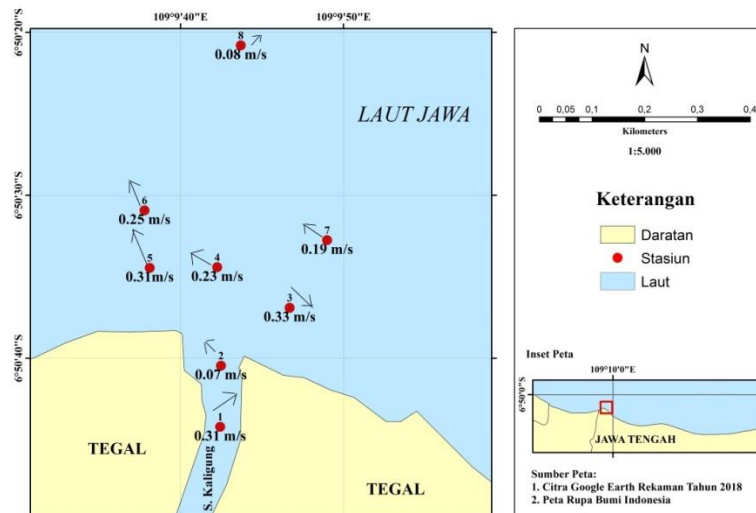 109°9'40"E
109°9'50"E
6°50'20"S
8
0.08 m/s
LAUT JAWA
6°50'30"S
6
0.25 m/s
7
0.19 m/s
5
0.31m/s
4
0.23 m/s
3
0.33 m/s
6°50'40"S
2
0.07 m/s
1
0.31 m/s
TEGAL
S. Kaligung
TEGAL
N
0 0,05 0,1 0,2 0,3 0,4
Kilometers
1:5.000
Keterangan
Daratan
Stasiun
Laut
Inset Peta
109°10'0"E
6°50'0"S
JAWA TENGAH
Sumber Peta:
1. Citra Google Earth Rekaman Tahun 2018
2. Peta Rupa Bumi Indonesia